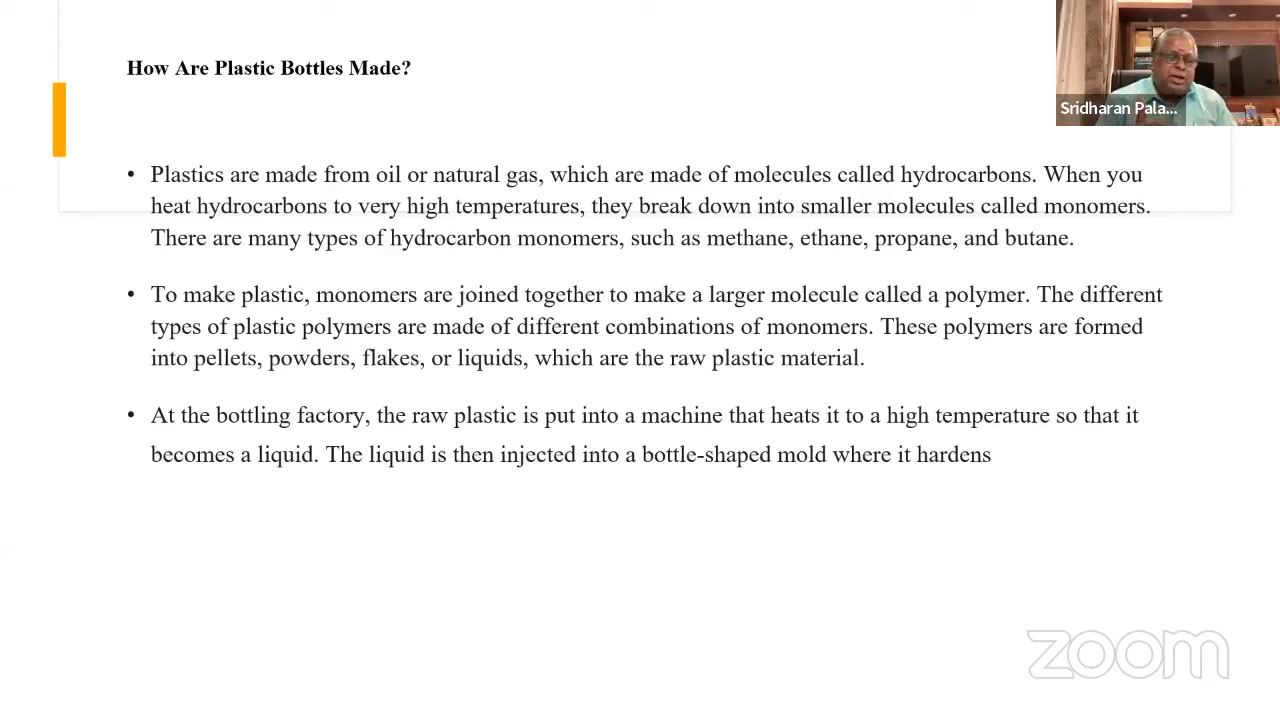 How Are Plastic Bottles Made?
Sridharan Pala...
• Plastics are made from oil or natural gas, which are made of molecules called hydrocarbons. When you
heat hydrocarbons to very high temperatures, they break down into smaller molecules called monomers.
There are many types of hydrocarbon monomers, such as methane, ethane, propane, and butane.
• To make plastic, monomers are joined together to make a larger molecule called a polymer. The different
types of plastic polymers are made of different combinations of monomers. These polymers are formed
into pellets, powders, flakes, or liquids, which are the raw plastic material.
• At the bottling factory, the raw plastic is put into a machine that heats it to a high temperature so that it
becomes a liquid. The liquid is then injected into a bottle-shaped mold where it hardens
zoom